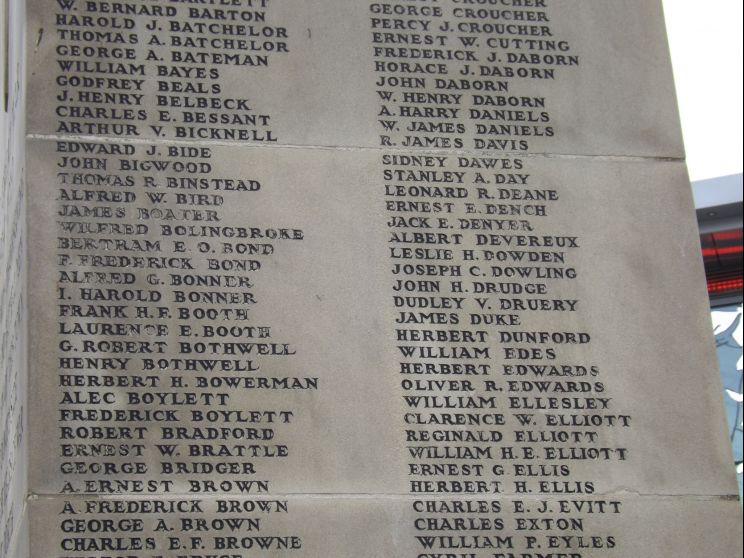 BARTLETT
W. BERNARD BARTON
HAROLD J. BATCHELOR
THOMAS A. BATCHELOR
GEORGE A. BATEMAN
WILLIAM BAYES
GODFREY BEALS
J. HENRY BELBECK
CHARLES E. BESSANT
ARTHUR V. BICKNELL
EDWARD J. BIDE
JOHN BIGWOOD
THOMAS R. BINSTEAD
ALFRED W. BIRD
JAMES BOATER
WILFRED BOLINGBROKE
BERTRAM E. O. BOND
F. FREDERICK BOND
ALFRED G. BONNER
I. HAROLD BONNER
FRANK H. F. BOOTH
LAURENCE E. BOOTH
G. ROBERT BOTHWELL
HENRY BOTHWELL
HERBERT H. BOWERMAN
ALEC BOYLETT
FREDERICK BOYLETT
ROBERT BRADFORD
ERNEST W. BRATTLE
GEORGE BRIDGER
A. ERNEST BROWN
A. FREDERICK BROWN
GEORGE A. BROWN
CHARLES E. F. BROWNE
CROUCHER
GEORGE CROUCHER
PERCY J. CROUCHER
ERNEST W. CUTTING
FREDERICK J. DABORN
HORACE J. DABORN
JOHN DABORN
W. HENRY DABORN
A. HARRY DANIELS
W. JAMES DANIELS
R. JAMES DAVIS
SIDNEY DAWES
STANLEY A. DAY
LEONARD R. DEANE
ERNEST E. DENCH
JACK E. DENYER
ALBERT DEVEREUX
LESLIE H. DOWDEN
JOSEPH C. DOWLING
JOHN H. DRUDGE
DUDLEY V. DRUERY
JAMES DUKE
HERBERT DUNFORD
WILLIAM EDES
HERBERT EDWARDS
OLIVER R. EDWARDS
WILLIAM ELLESLEY
CLARENCE W. ELLIOTT
REGINALD ELLIOTT
WILLIAM H. E. ELLIOTT
ERNEST G. ELLIS
HERBERT H. ELLIS
CHARLES E. J. EVITT
CHARLES EXTON
WILLIAM P. EYLES
CYRIL FARMER